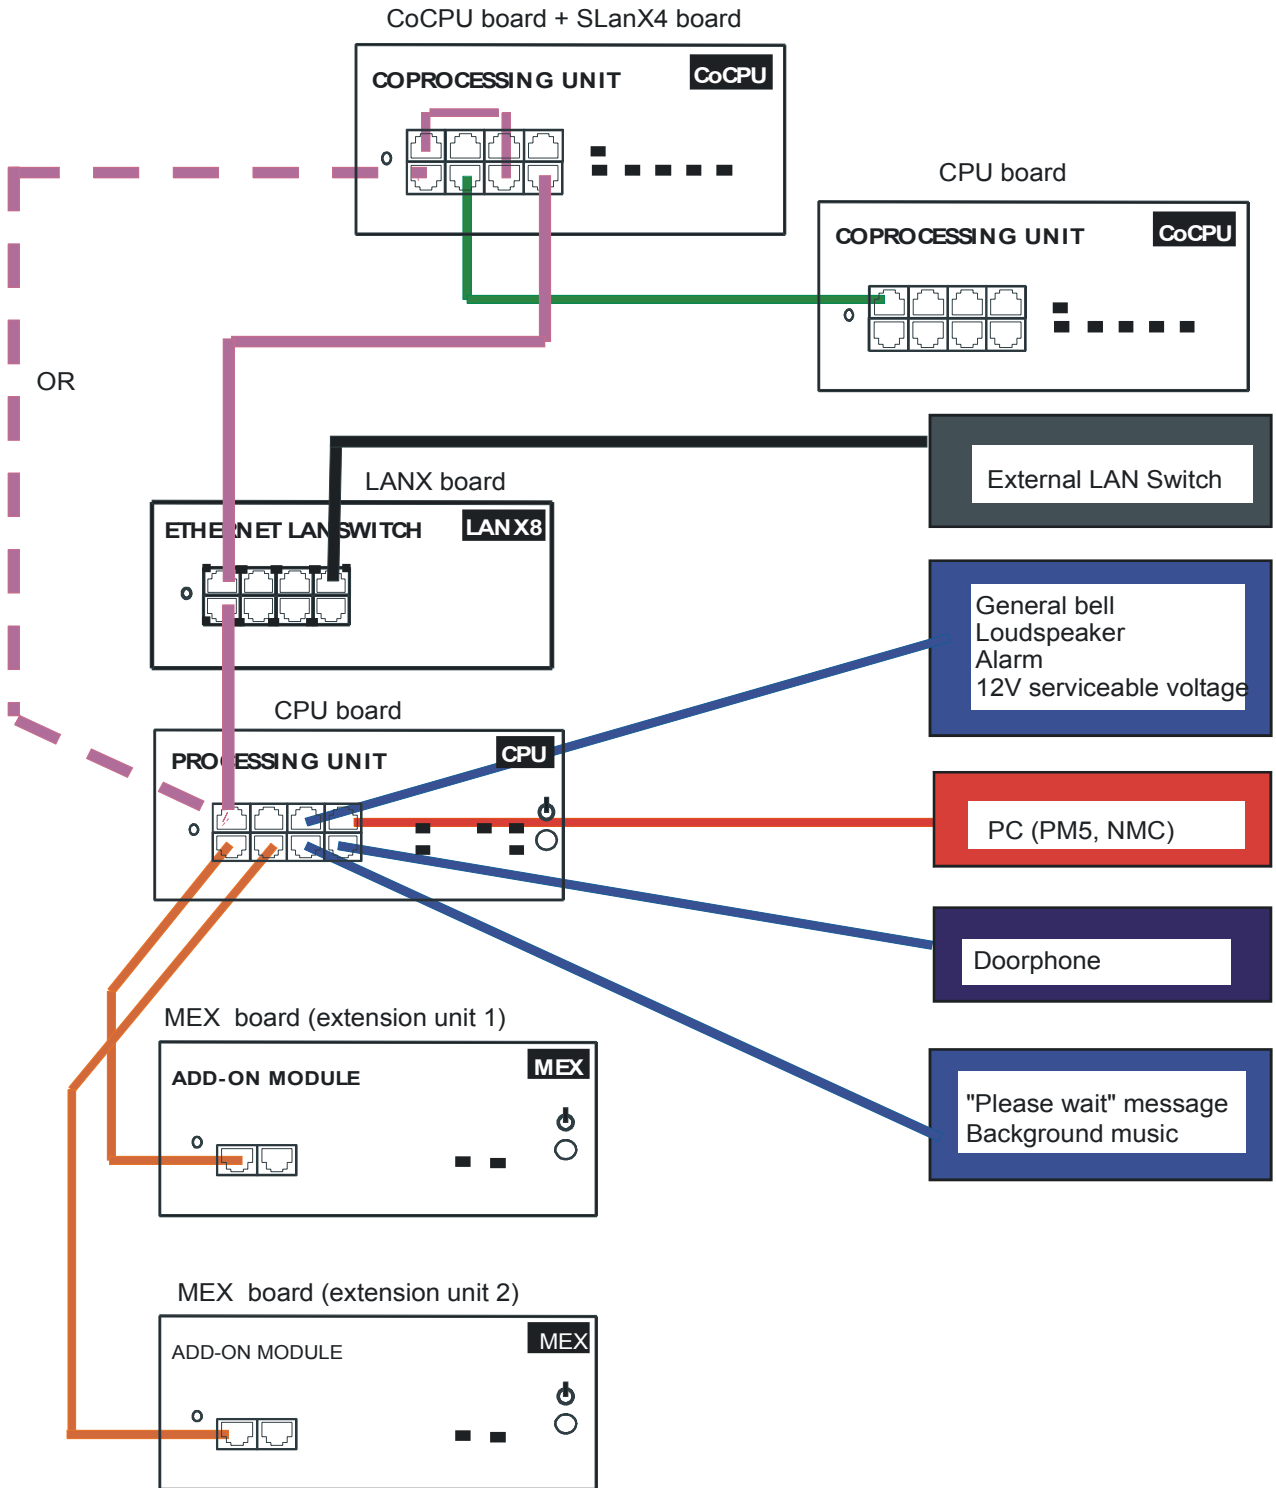 CoCPU board + SLanX4 board
COPROCESSING UNIT
CoCPU
CPU board
COPROCESSING UNIT
CoCPU
OR
External LAN Switch
LANX board
ETHERNET LANSWITCH
LANX8
General bell
Loudspeaker
Alarm
12V serviceable voltage
CPU board
PROCESSING UNIT
CPU
PC (PM5, NMC)
Doorphone
MEX board (extension unit 1)
ADD-ON MODULE
MEX
"Please wait" message
Background music
MEX board (extension unit 2)
ADD-ON MODULE
MEX